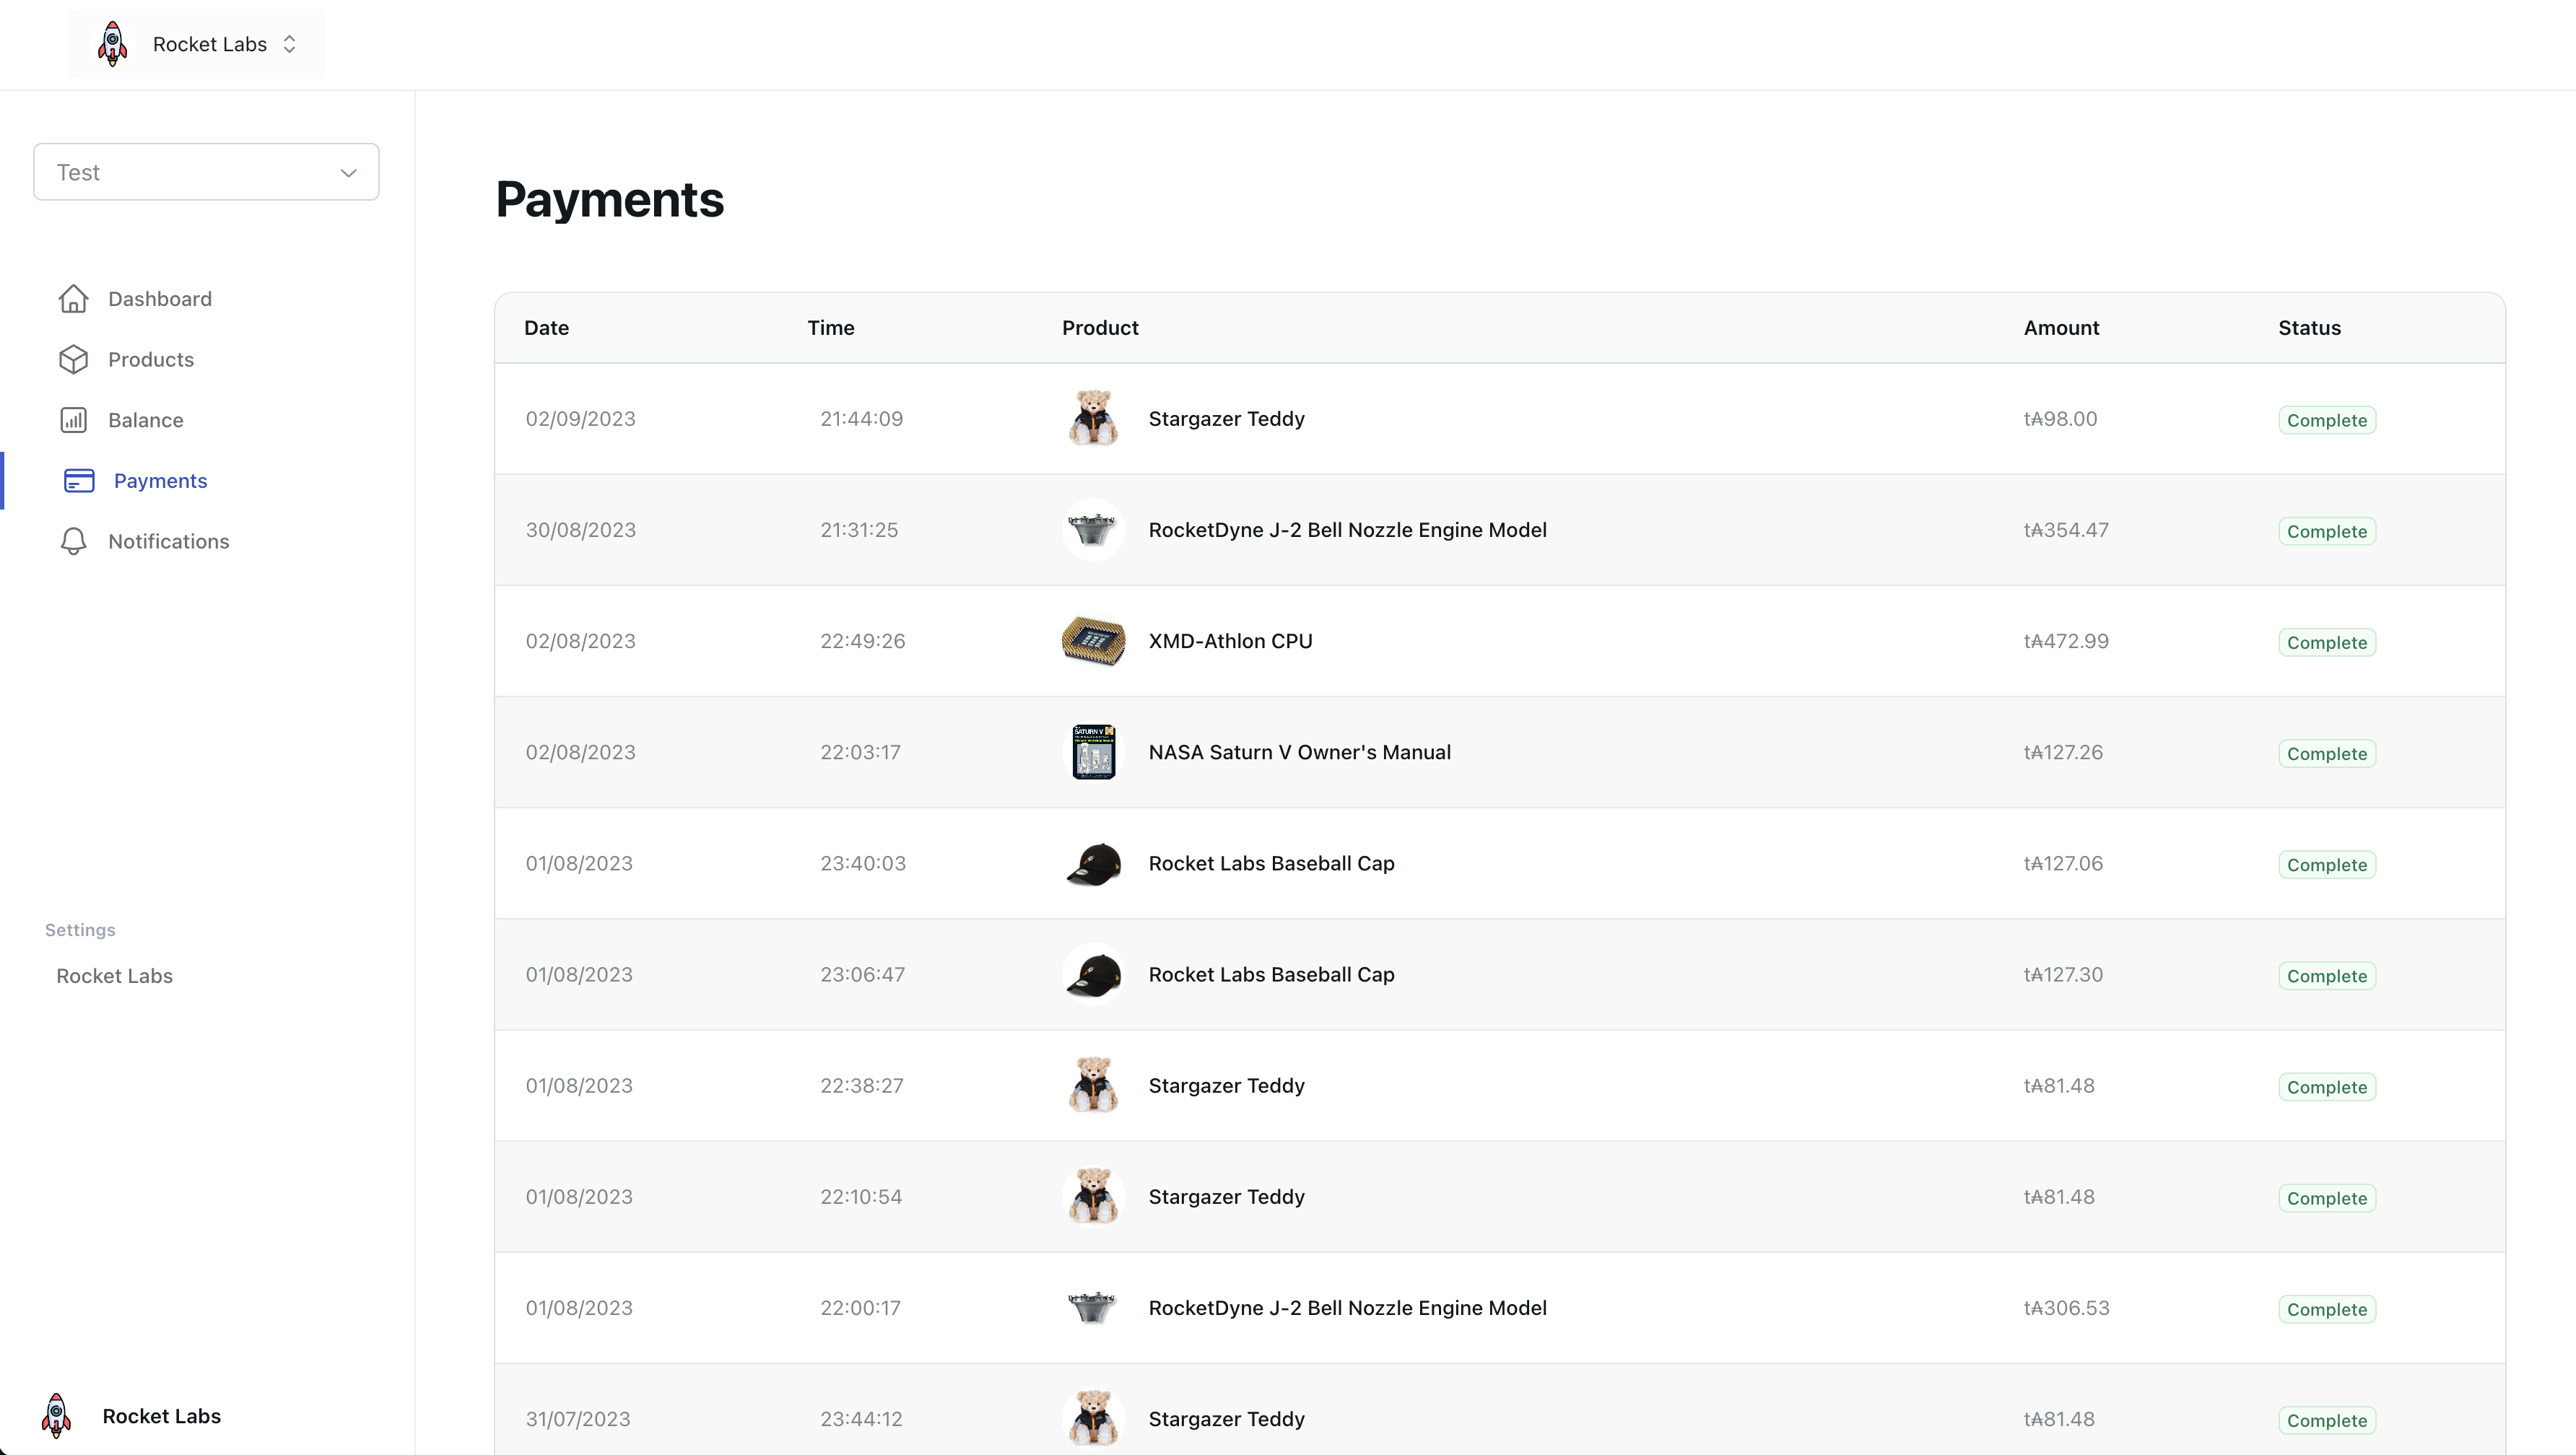 Rocket Labs
Test
Dashboard
Products
Balance
Payments
Notifications
Settings
Rocket Labs
Rocket Labs
Payments
Date Time Product Amount Status
02/09/2023 21:44:09 Stargazer Teddy t₳98.00 Complete
30/08/2023 21:31:25 RocketDyne J-2 Bell Nozzle Engine Model t₳354.47 Complete
02/08/2023 22:49:26 XMD-Athlon CPU t₳472.99 Complete
SATURN V
02/08/2023 22:03:17 NASA Saturn V Owner's Manual t₳127.26 Complete
01/08/2023 23:40:03 Rocket Labs Baseball Cap t₳127.06 Complete
01/08/2023 23:06:47 Rocket Labs Baseball Cap t₳127.30 Complete
01/08/2023 22:38:27 Stargazer Teddy t₳81.48 Complete
01/08/2023 22:10:54 Stargazer Teddy t₳81.48 Complete
01/08/2023 22:00:17 RocketDyne J-2 Bell Nozzle Engine Model t₳306.53 Complete
31/07/2023 23:44:12 Stargazer Teddy t₳81.48 Complete